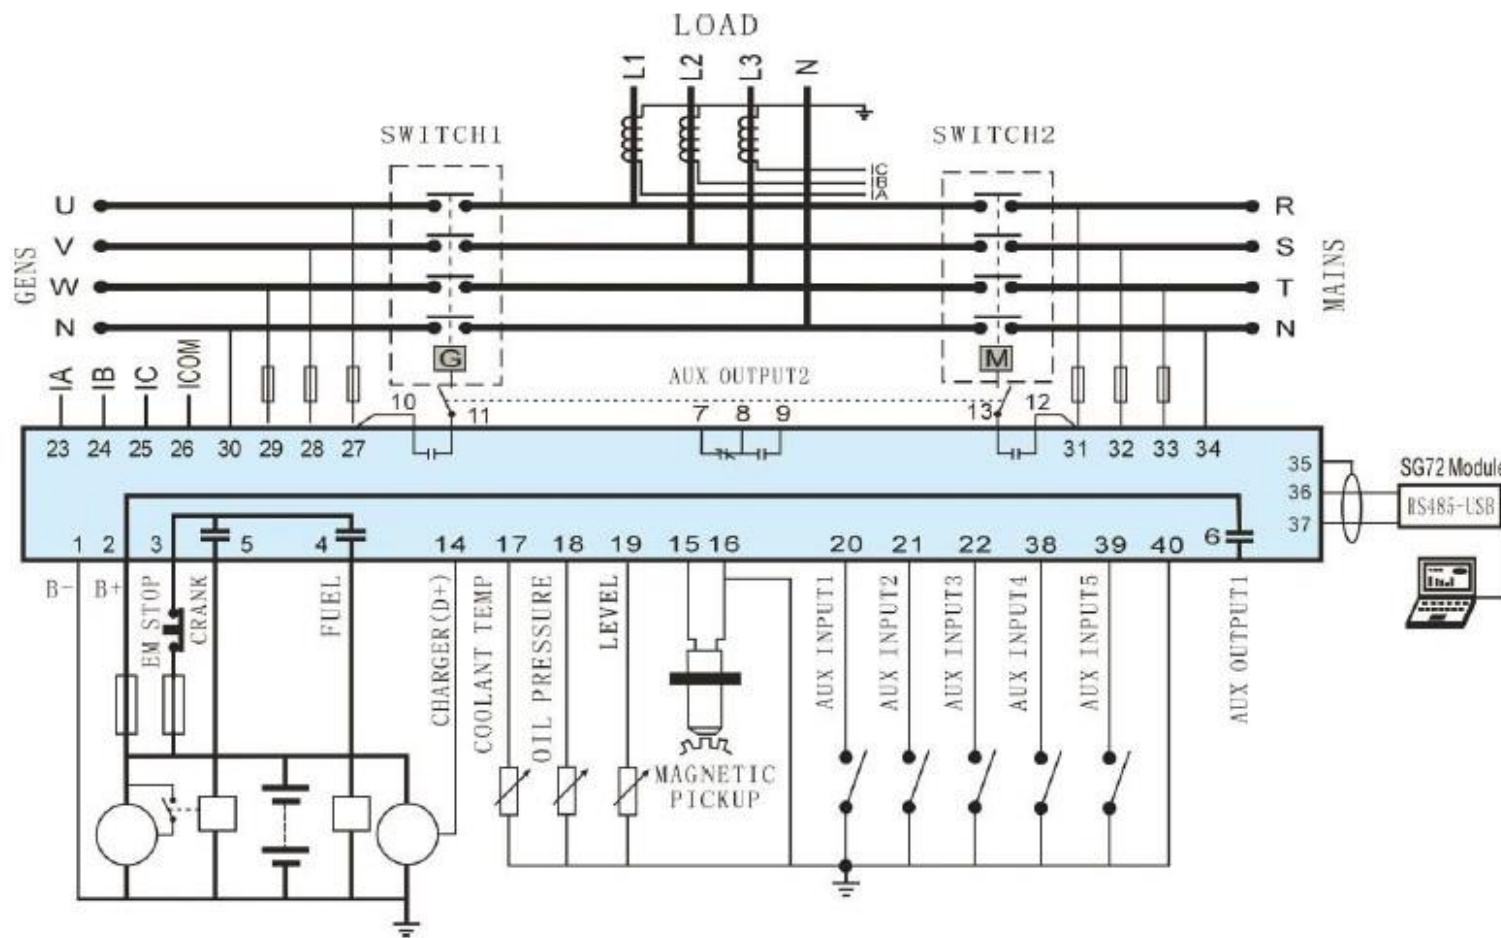 LOAD
L1 L2 L3 N
SWITCH1
SWITCH2
IC
IB
IA
U
V
W
N
GENS
R
S
T
N
MAINS
G
M
AUX OUTPUT2
IA IB IC ICOM
10 11 7 8 9 13 12
23 24 25 26 30 29 28 27 31 32 33 34
35
36
37
SG72 Module
RS485-USB
1 2 3 5 4 14 17 18 19 15 16 20 21 22 38 39 40 6
B-
B+
EM STOP
CRANK
FUEL
CHARGER(D+)
COOLANT TEMP
OIL PRESSURE
LEVEL
MAGNETIC
PICKUP
AUX INPUT1
AUX INPUT2
AUX INPUT3
AUX INPUT4
AUX INPUT5
AUX OUTPUT1